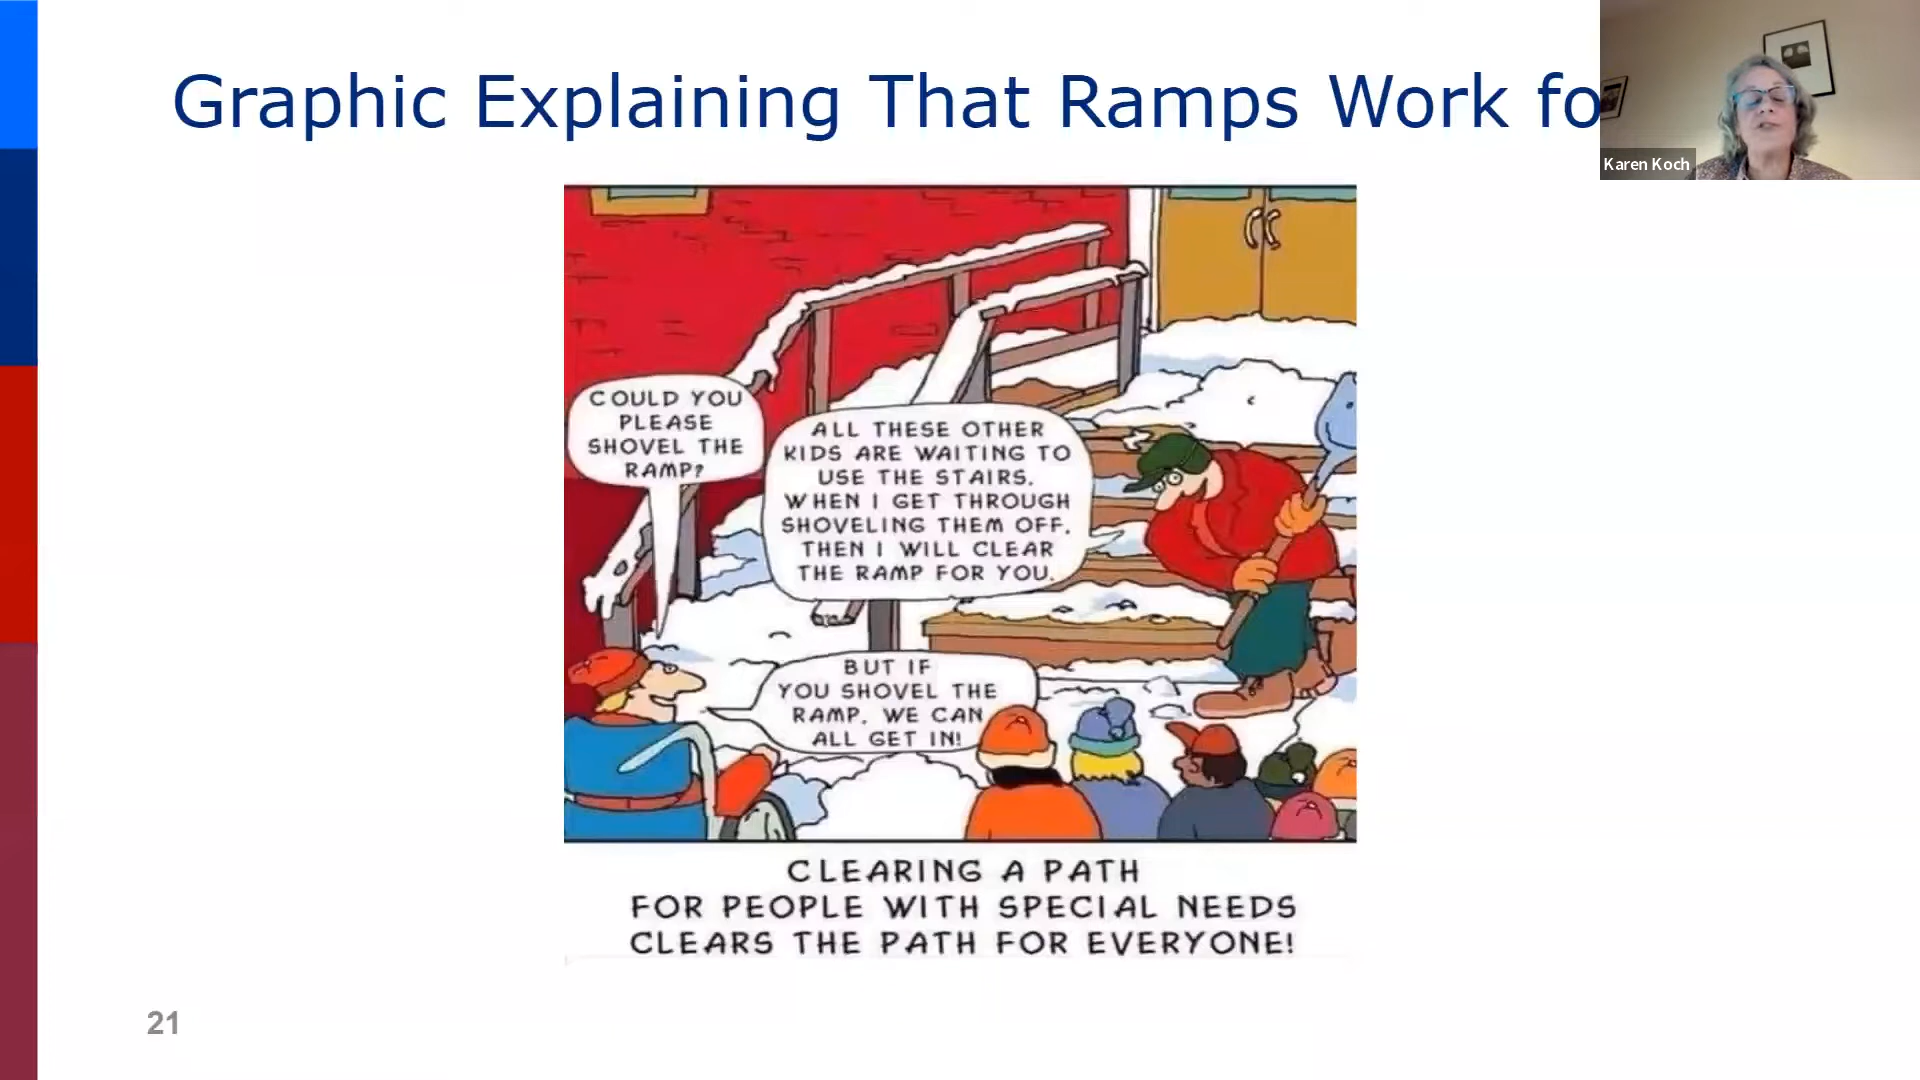 Graphic Explaining That Ramps Work fo
Karen Koch
COULD YOU
PLEASE
SHOVEL THE
RAMP?
ALL THESE OTHER
KIDS ARE WAITING TO
USE THE STAIRS.
WHEN I GET THROUGH
SHOVELING THEM OFF,
THEN I WILL CLEAR
THE RAMP FOR YOU.
BUT IF
YOU SHOVEL THE
RAMP, WE CAN
ALL GET IN!
CLEARING A PATH
FOR PEOPLE WITH SPECIAL NEEDS
CLEARS THE PATH FOR EVERYONE!
21